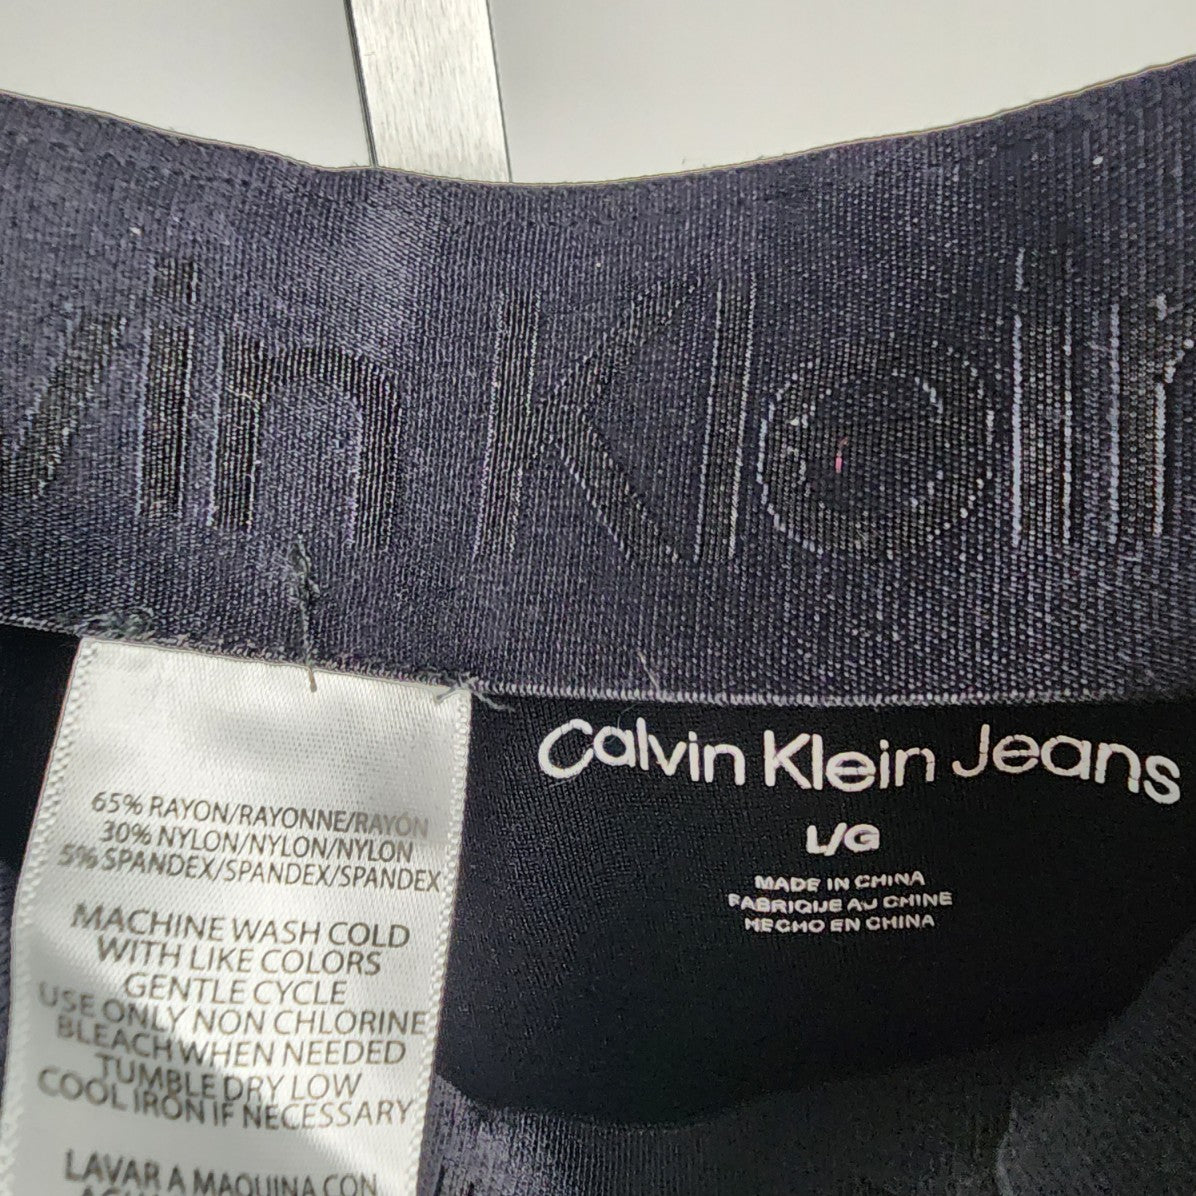 vin Klein
65% RAYON/RAYONNE/RAYÓN
30% NYLON/NYLON/NYLON
5% SPANDEX/SPANDEX/SPANDEX
MACHINE WASH COLD
WITH LIKE COLORS
GENTLE CYCLE
USE ONLY NON CHLORINE
BLEACH WHEN NEEDED
TUMBLE DRY LOW
COOL IRON IF NECESSARY
LAVAR A MAQUINA CON
Calvin Klein Jeans
L/G
MADE IN CHINA
FABRIQUE AU CHINE
HECHO EN CHINA